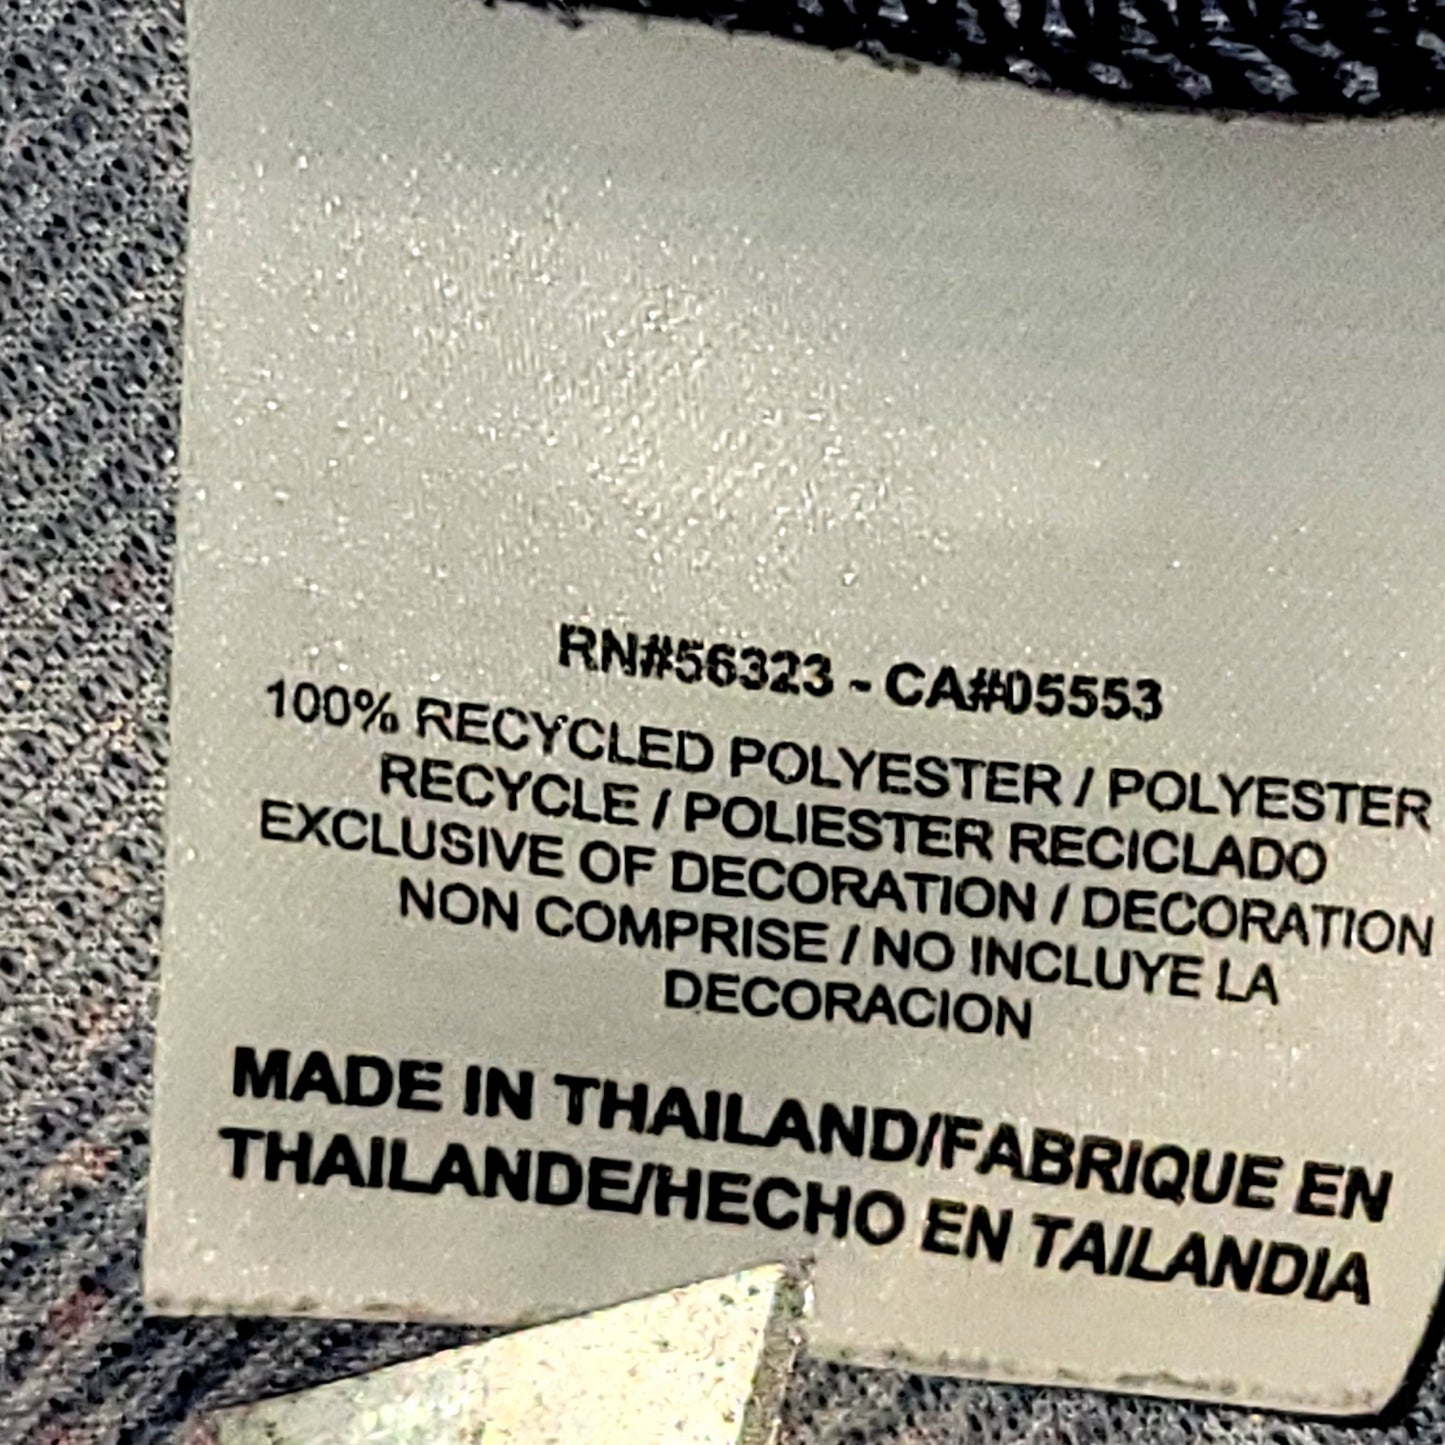 RN#56323 - CA#05553
100% RECYCLED POLYESTER / POLYESTER
RECYCLE / POLIESTER RECICLADO
EXCLUSIVE OF DECORATION / DECORATION
NON COMPRISE / NO INCLUYE LA
DECORACION
MADE IN THAILAND/FABRIQUE EN
THAILANDE/HECHO EN TAILANDIA